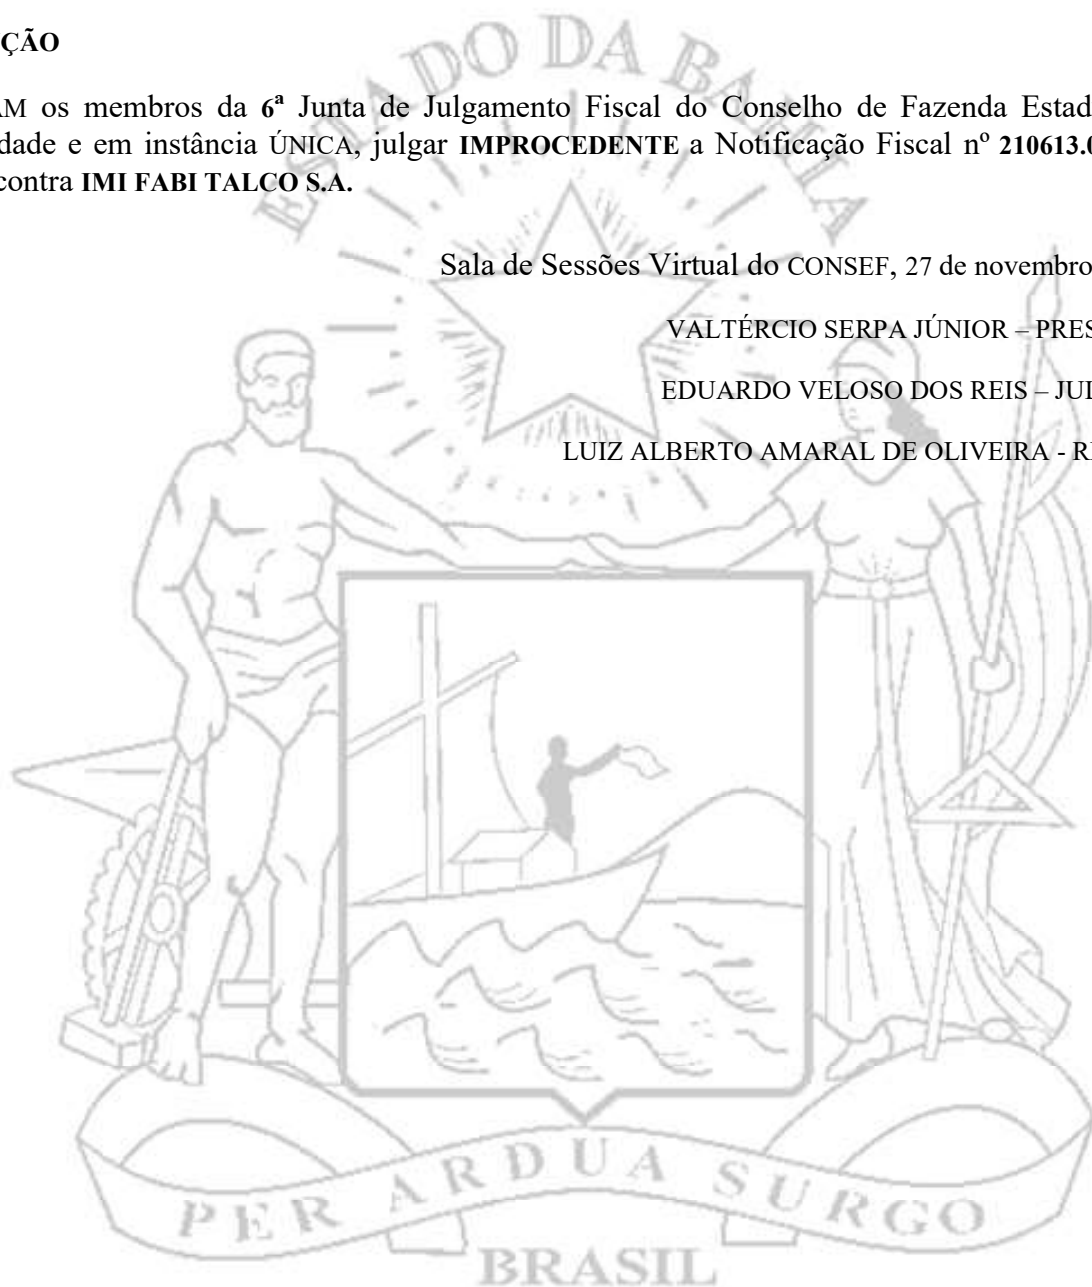 ÇÃO
AM os membros da 6ª Junta de Julgamento Fiscal do Conselho de Fazenda Estad
dade e em instância ÚNICA, julgar IMPROCEDENTE a Notificação Fiscal nº 210613.0
contra IMI FABI TALCO S.A.
Sala de Sessões Virtual do CONSEF, 27 de novembro
VALTÉRCIO SERPA JÚNIOR – PRES
EDUARDO VELOSO DOS REIS – JUL
LUIZ ALBERTO AMARAL DE OLIVEIRA - R
ESTADO DA BAHIA
PER ARDUA SURGO
BRASIL